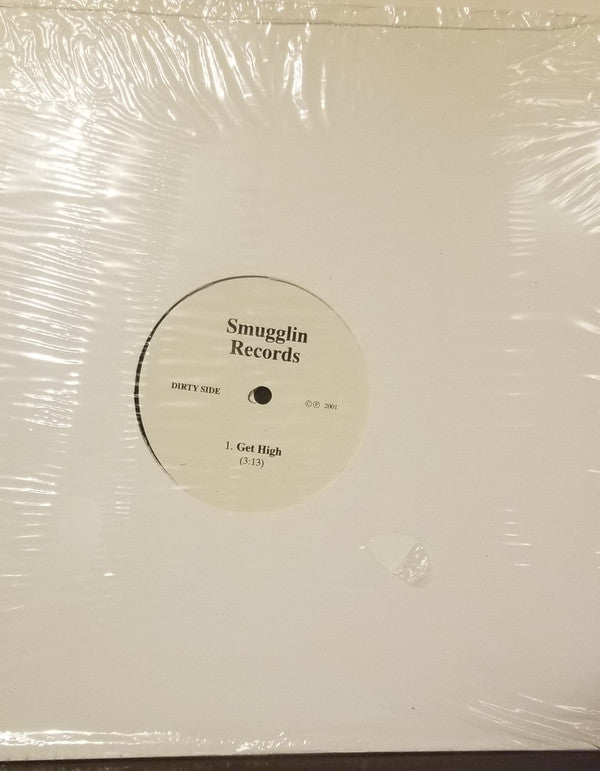 Smugglin
Records
DIRTY SIDE
©℗ 2001
1. Get High
(3:13)